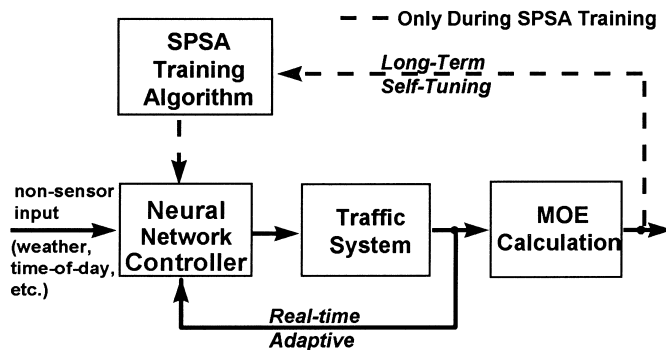 Only During SPSA Training
SPSA
Training
Algorithm
Long-Term
Self-Tuning
non-sensor
input
(weather,
time-of-day,
etc.)
Neural
Network
Controller
Traffic
System
MOE
Calculation
Real-time
Adaptive